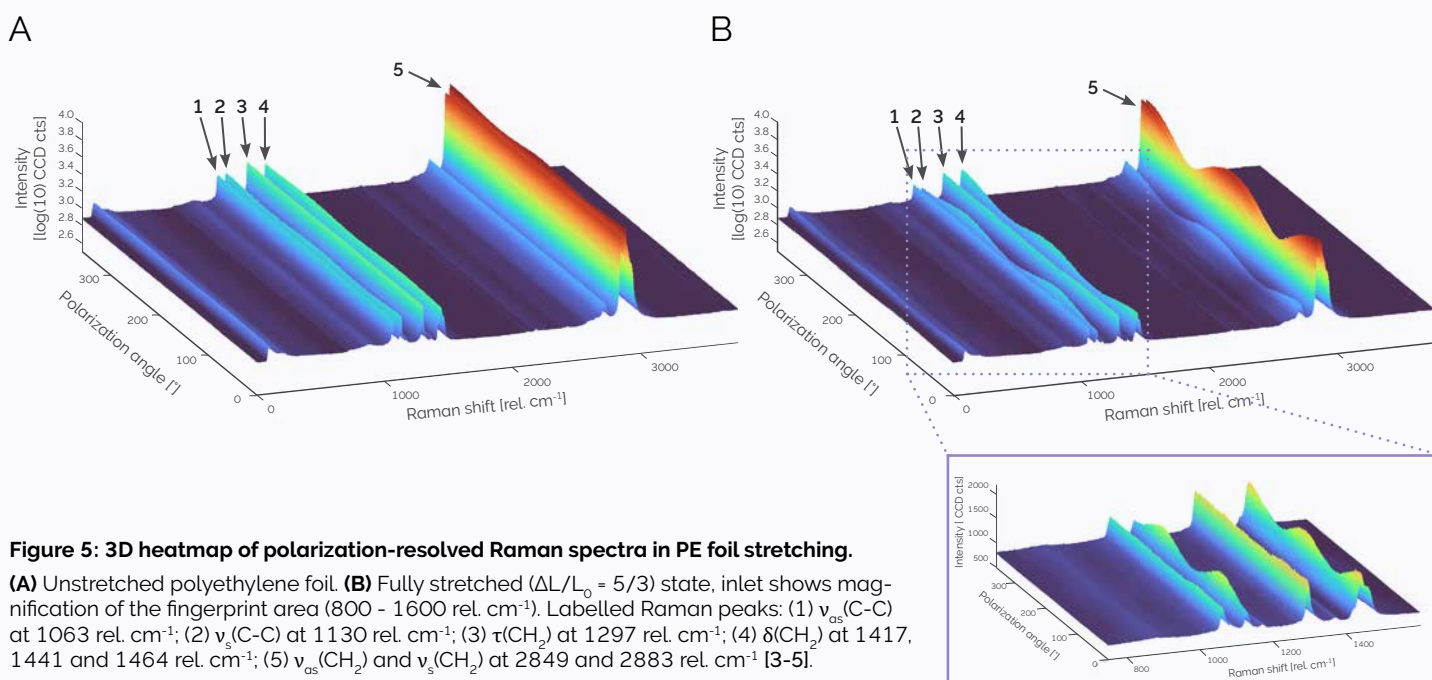 A
B
5
1 2 3 4
4.0
3.8
3.6
3.4
3.2
3.0
2.8
2.6
Intensity
[log(10) CCD cts]
300
200
100
0
Polarization angle [°]
0
1000
2000
3000
Raman shift [rel. cm⁻¹]
5
1 2 3 4
4.0
3.8
3.6
3.4
3.2
3.0
2.8
2.6
Intensity
[log(10) CCD cts]
300
200
100
0
Polarization angle [°]
0
1000
2000
3000
Raman shift [rel. cm⁻¹]
2000
1500
1000
500
Intensity [ CCD cts]
300
200
100
0
Polarization angle [°]
800
1000
1200
1400
Raman shift [rel. cm⁻¹]
Figure 5: 3D heatmap of polarization-resolved Raman spectra in PE foil stretching.
(A) Unstretched polyethylene foil. (B) Fully stretched (ΔL/L₀ = 5/3) state, inlet shows mag-
nification of the fingerprint area (800 - 1600 rel. cm⁻¹). Labelled Raman peaks: (1) νₐₛ(C-C)
at 1063 rel. cm⁻¹; (2) νₛ(C-C) at 1130 rel. cm⁻¹; (3) τ(CH₂) at 1297 rel. cm⁻¹; (4) δ(CH₂) at 1417,
1441 and 1464 rel. cm⁻¹; (5) νₐₛ(CH₂) and νₛ(CH₂) at 2849 and 2883 rel. cm⁻¹ [3-5].